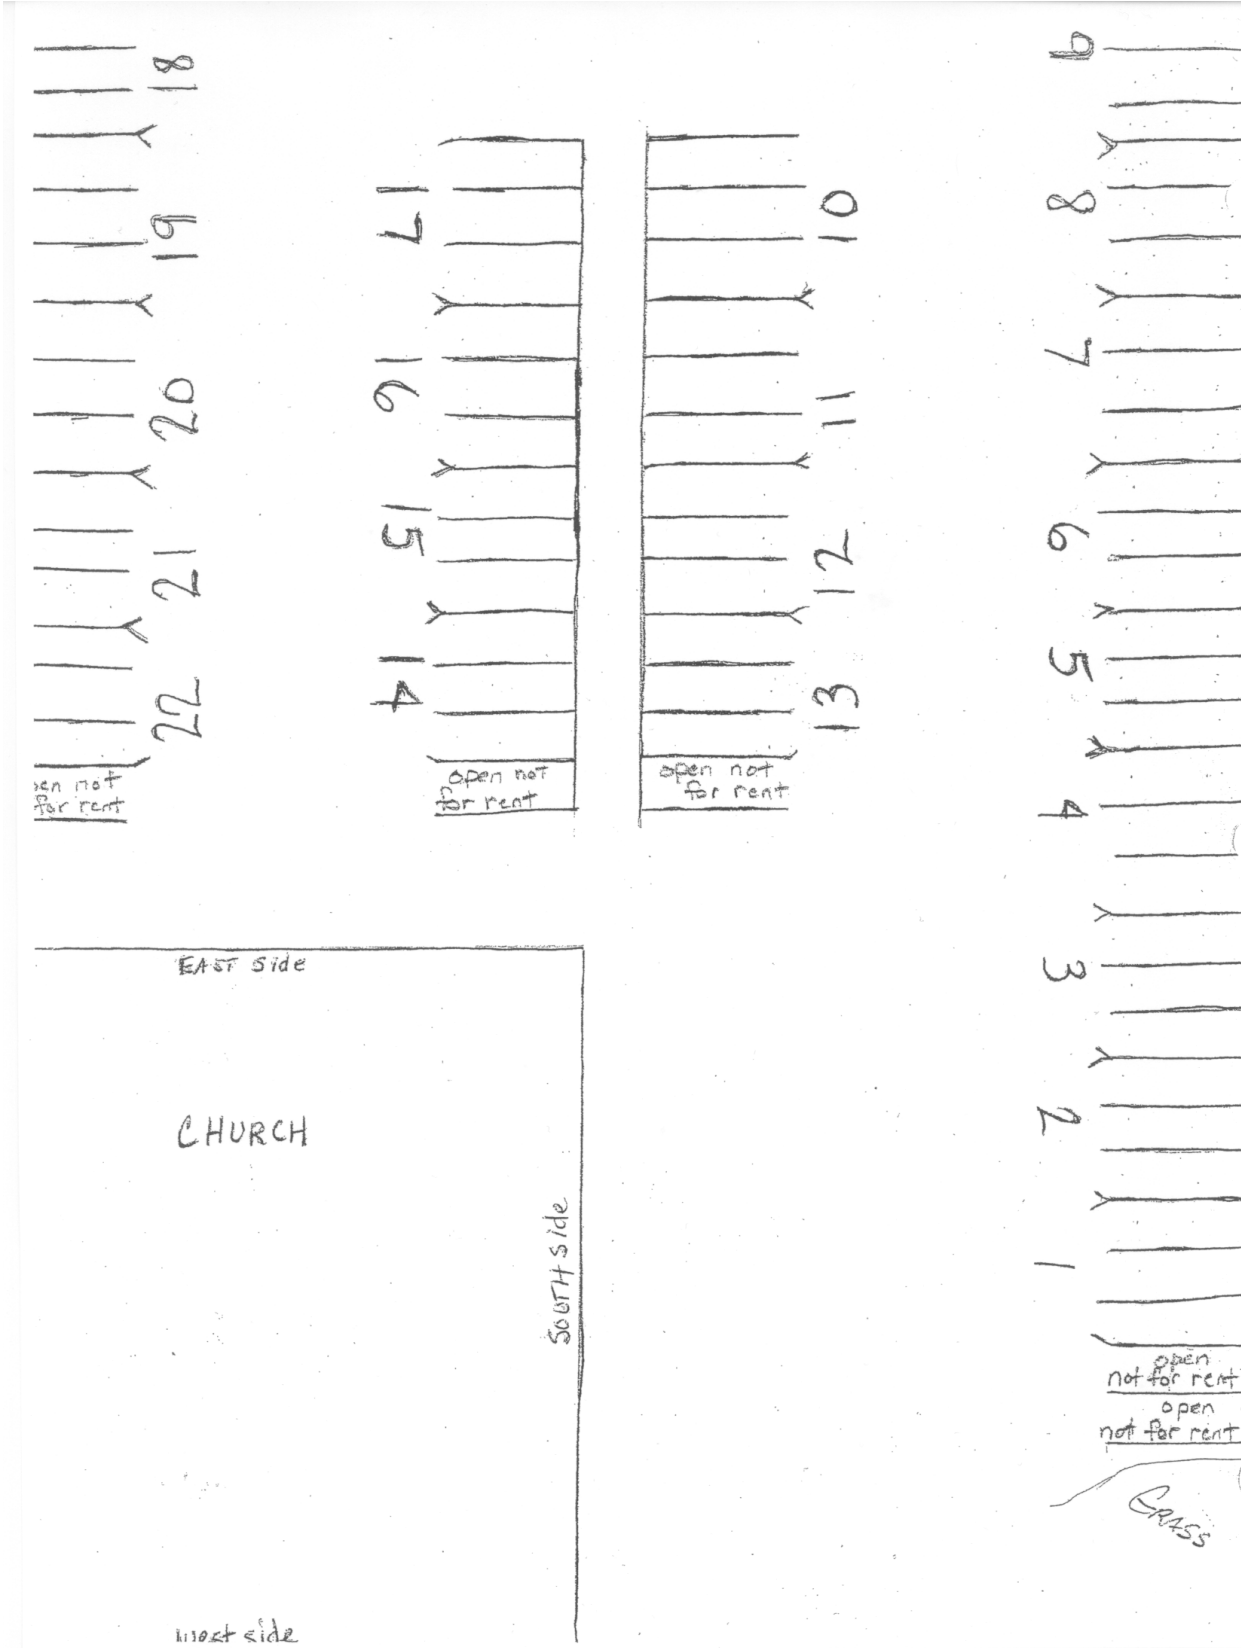 18
19
20
21
22
en not
for rent
17
16
15
14
open not
for rent
10
11
12
13
open not
for rent
9
8
7
6
5
4
3
2
1
open
not for rent
open
not for rent
GRASS
EAST Side
CHURCH
SOUTH Side
west side